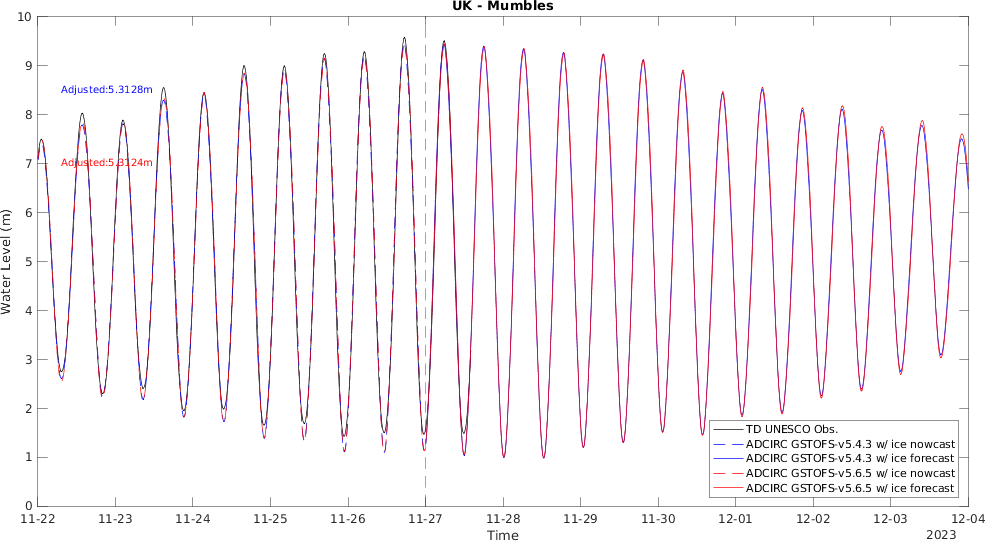 UK - Mumbles
10
9
8
7
6
5
4
3
2
1
0
Water Level (m)
Adjusted:5.3128m
Adjusted:5.3124m
TD UNESCO Obs.
ADCIRC GSTOFS-v5.4.3 w/ ice nowcast
ADCIRC GSTOFS-v5.4.3 w/ ice forecast
ADCIRC GSTOFS-v5.6.5 w/ ice nowcast
ADCIRC GSTOFS-v5.6.5 w/ ice forecast
11-22 11-23 11-24 11-25 11-26 11-27 11-28 11-29 11-30 12-01 12-02 12-03 12-04
Time
2023